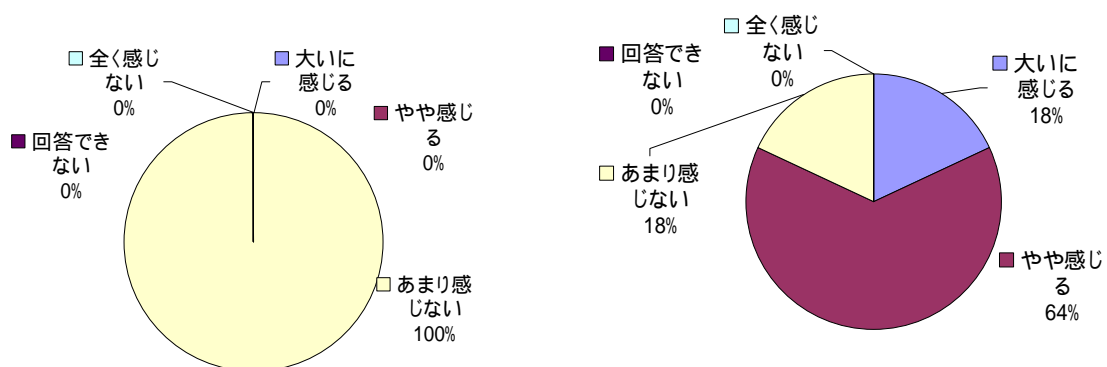 全く感じ
ない
0%
大いに
感じる
0%
やや感じ
る
0%
回答でき
ない
0%
あまり感
じない
100%
全く感じ
ない
0%
回答でき
ない
0%
大いに
感じる
18%
あまり感
じない
18%
やや感じ
る
64%